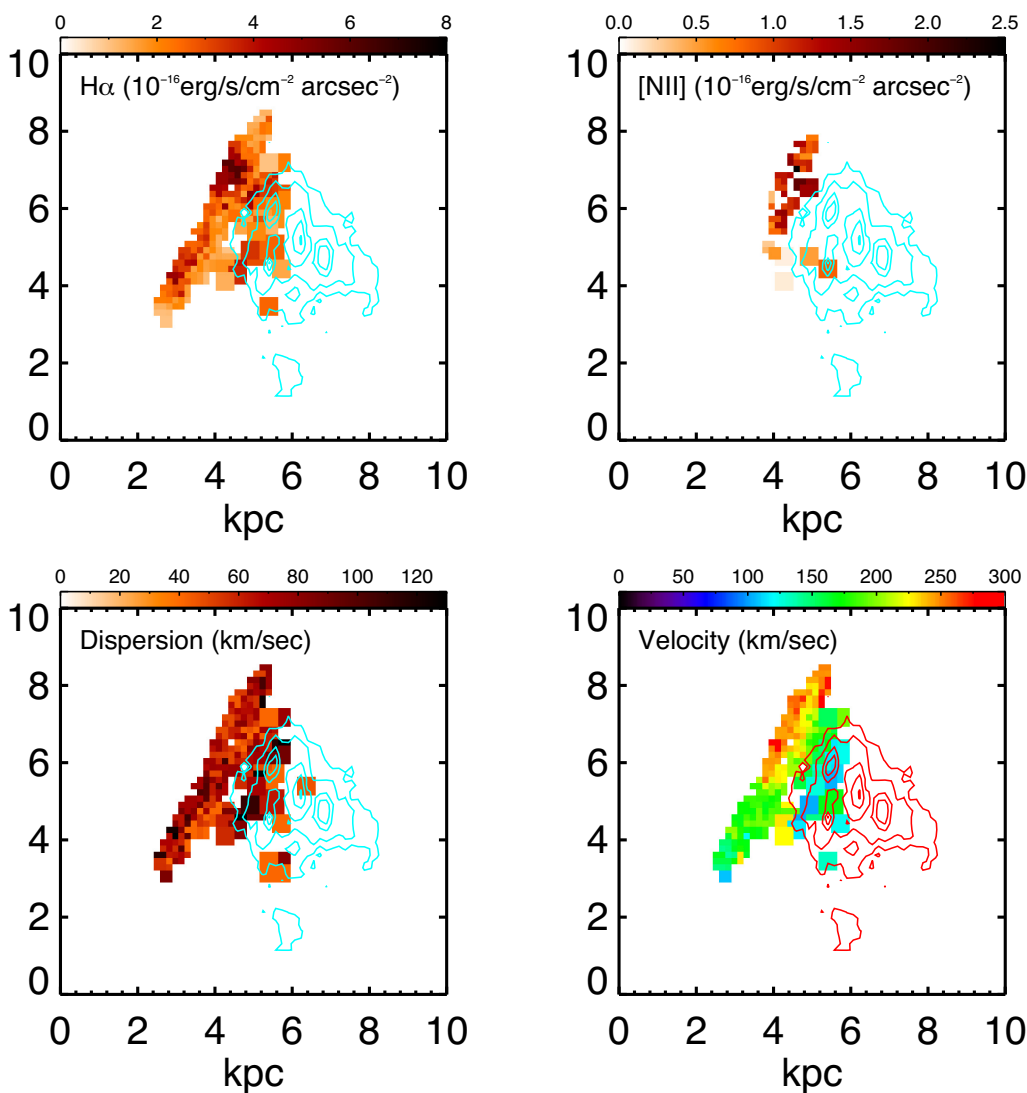 0 2 4 6 8
0.0 0.5 1.0 1.5 2.0 2.5
Hα (10⁻¹⁶erg/s/cm⁻² arcsec⁻²)
[NII] (10⁻¹⁶erg/s/cm⁻² arcsec⁻²)
10
8
6
4
2
0
0 2 4 6 8 10
kpc
10
8
6
4
2
0
0 2 4 6 8 10
kpc
0 20 40 60 80 100 120
0 50 100 150 200 250 300
Dispersion (km/sec)
Velocity (km/sec)
10
8
6
4
2
0
0 2 4 6 8 10
kpc
10
8
6
4
2
0
0 2 4 6 8 10
kpc